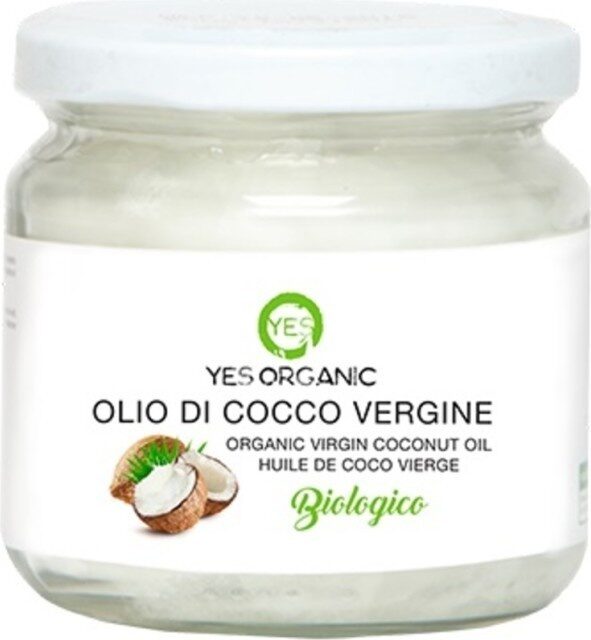 YES
YES ORGANIC
OLIO DI COCCO VERGINE
ORGANIC VIRGIN COCONUT OIL
HUILE DE COCO VIERGE
Biologico